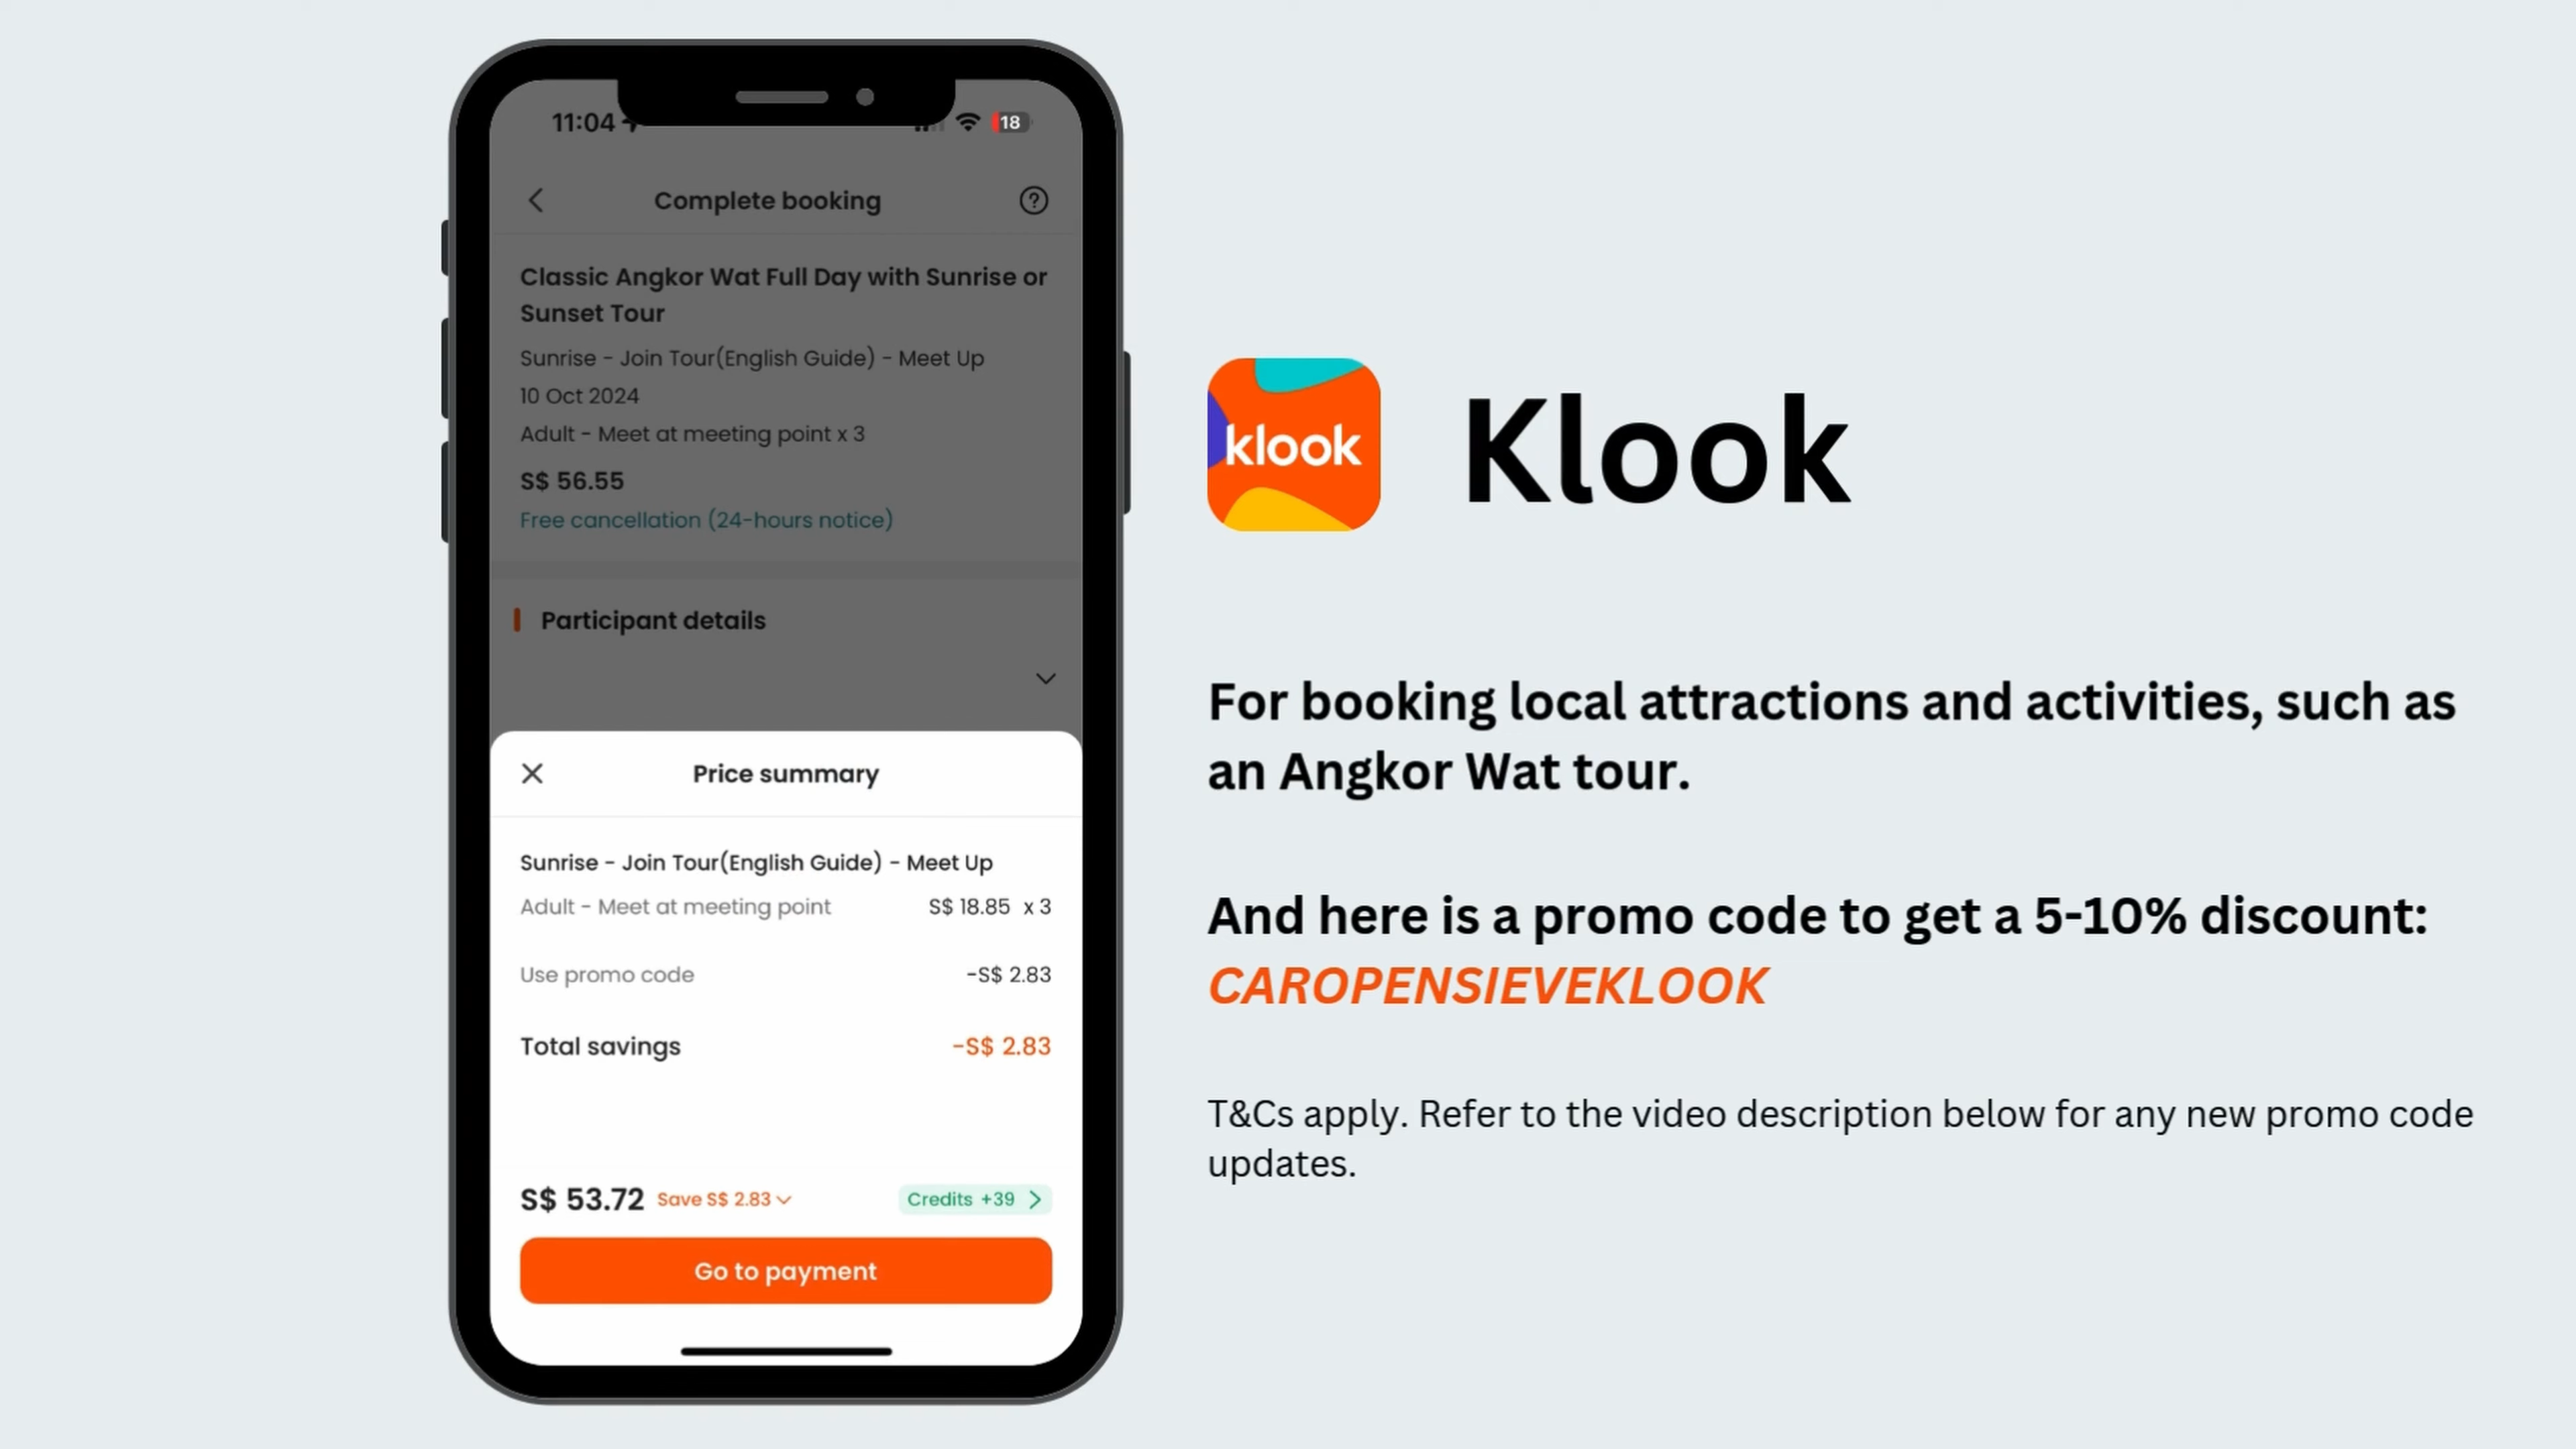 11:04
18
Complete booking
Classic Angkor Wat Full Day with Sunrise or
Sunset Tour
Sunrise - Join Tour(English Guide) - Meet Up
10 Oct 2024
Adult - Meet at meeting point x 3
S$ 56.55
Free cancellation (24-hours notice)
Participant details
Price summary
Sunrise - Join Tour(English Guide) - Meet Up
Adult - Meet at meeting point S$ 18.85 x 3
Use promo code -S$ 2.83
Total savings -S$ 2.83
S$ 53.72 Save S$ 2.83 Credits +39
Go to payment
klook
Klook
For booking local attractions and activities, such as
an Angkor Wat tour.
And here is a promo code to get a 5-10% discount:
CAROPENSIEVEKLOOK
T&Cs apply. Refer to the video description below for any new promo code
updates.